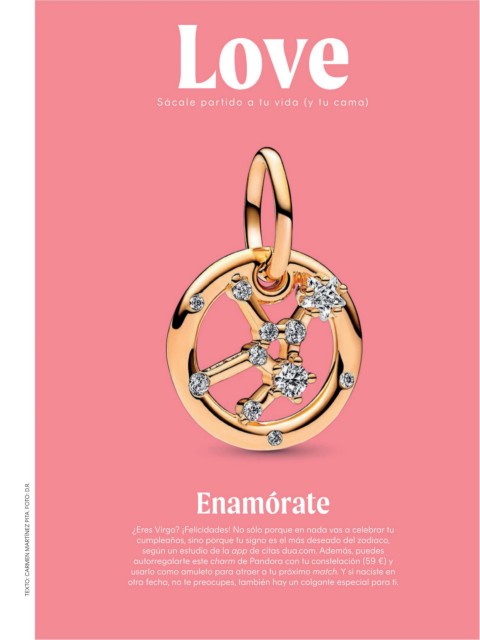 Love
Sácale partido a tu vida (y tu cama)
Enamórate
¿Eres Virgo? ¡Felicidades! No sólo porque en nada vas a celebrar tu
cumpleaños, sino porque tu signo es el más deseado del zodiaco,
según un estudio de la app de citas dua.com. Además, puedes
autorregalarte este charm de Pandora con tu constelación (59 €) y
usarlo como amuleto para atraer a tu próximo match. Y si naciste en
otra fecha, no te preocupes, también hay un colgante especial para ti.
TEXTO: CARMEN MARTÍNEZ PITA. FOTO: D.R.